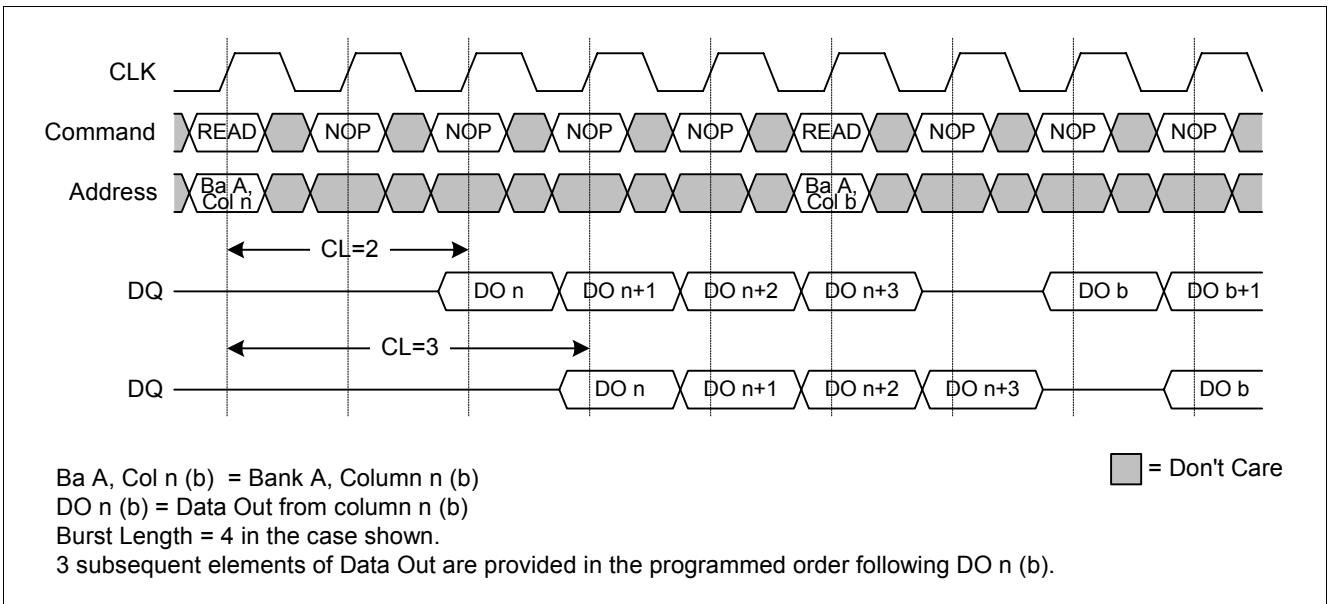 CLK
Command READ NOP NOP NOP NOP READ NOP NOP NOP
Address Ba A, Col n Ba A, Col b
CL=2
DQ DO n DO n+1 DO n+2 DO n+3 DO b DO b+1
CL=3
DQ DO n DO n+1 DO n+2 DO n+3 DO b
Ba A, Col n (b) = Bank A, Column n (b)
= Don't Care
DO n (b) = Data Out from column n (b)
Burst Length = 4 in the case shown.
3 subsequent elements of Data Out are provided in the programmed order following DO n (b).